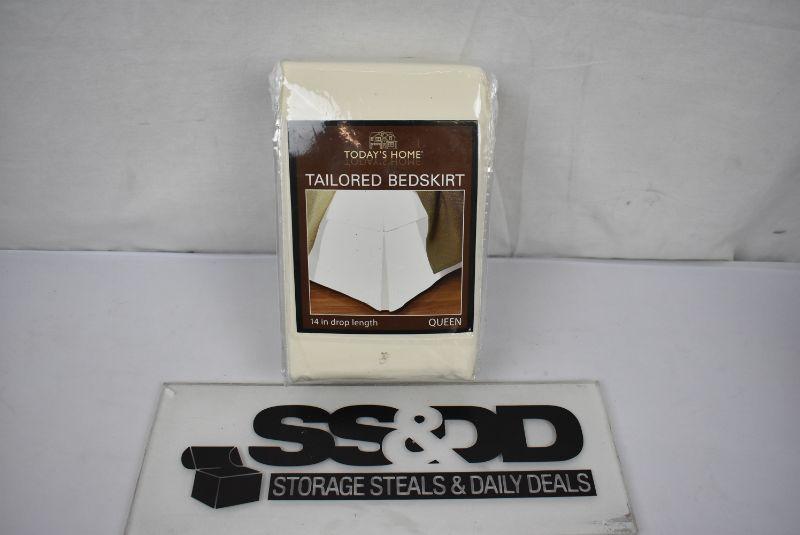 TODAY'S HOME
TAILORED BEDSKIRT
14 in drop length QUEEN
SS&DD
STORAGE STEALS & DAILY DEALS